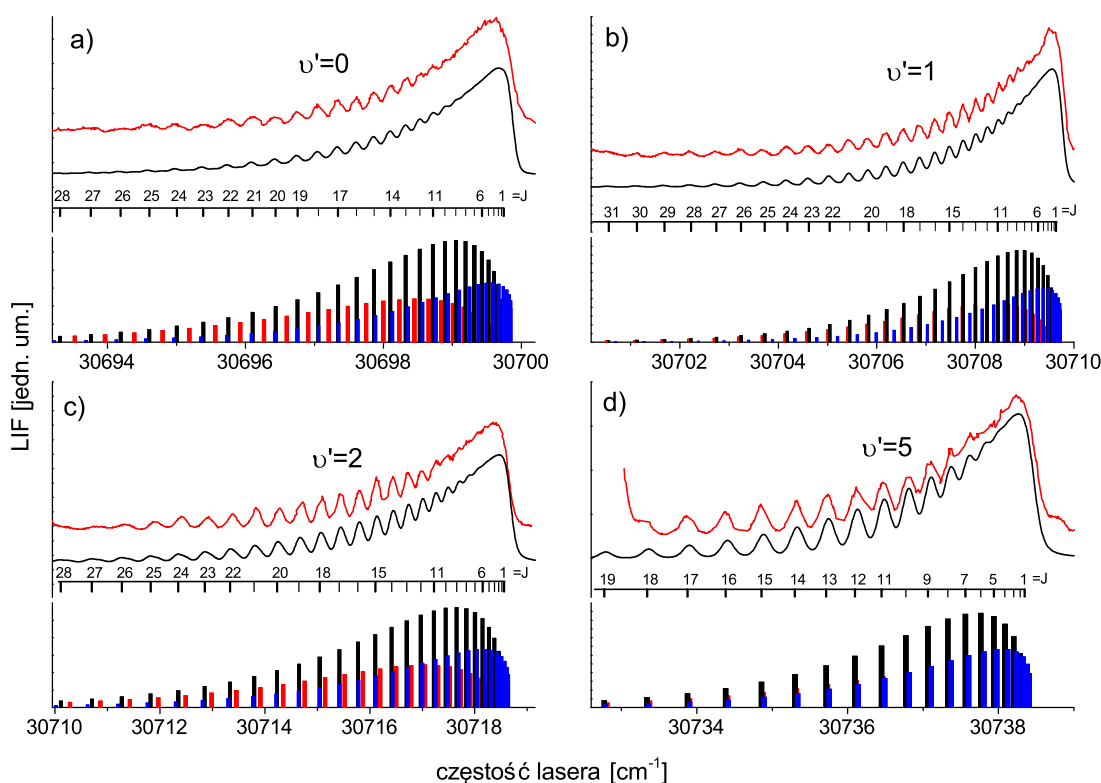 a)
υ'=0
28 27 26 25 24 23 22 21 20 19 17 14 11 6 1 =J
30694 30696 30698 30700
b)
υ'=1
31 30 29 28 27 26 25 24 23 22 20 18 15 11 6 1 =J
30702 30704 30706 30708 30710
c)
υ'=2
28 27 26 25 24 23 22 20 18 15 11 6 1 =J
30710 30712 30714 30716 30718
d)
υ'=5
19 18 17 16 15 14 13 12 11 9 7 5 1 =J
30734 30736 30738
LIF [jedn. um.]
częstość lasera [cm⁻¹]